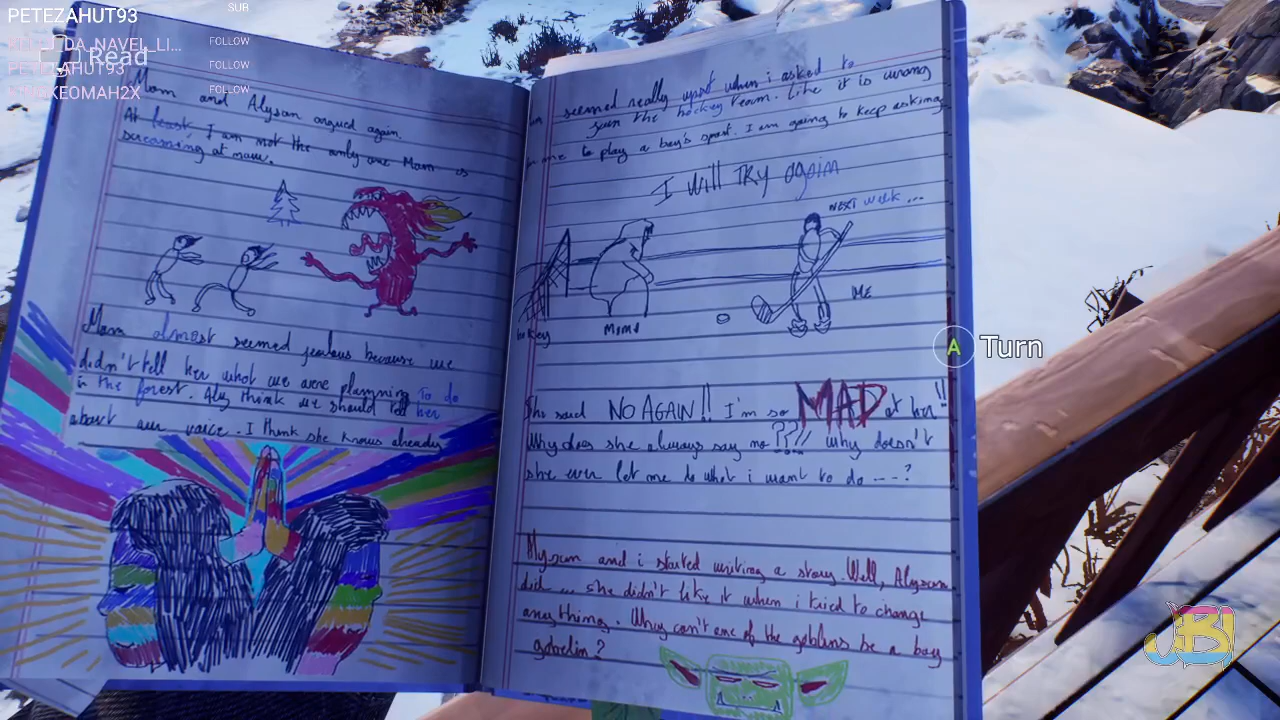 PETEZAHUT93
SUB
FOLLOW
PETEZAHUT93
FOLLOW
FOLLOW
Read
Mom and Alyson argued again.
At least I am not the only one Mom is
screaming at now.
Mom almost seemed jealous because we
didn't tell her what we were planning To do
in the forest. Aly think we should tell her
about our voice. I think she knows already
seemed really upset when i asked to
join the hockey team. Like it is wrong
me to play a boy's sport. I am going to keep asking
I will TRY again
NEXT week ...
ME
MOM
hockey
She said NO AGAIN!! I'm so MAD at her!!
Why does she always say no ??!! why doesn't
she ever let me do what i want to do ---?
Alyson and i started writing a story. Well, Alyson
did... she didn't like it when i tried to change
anything. Why can't one of the goblins be a boy
goblin?
A Turn
JBI